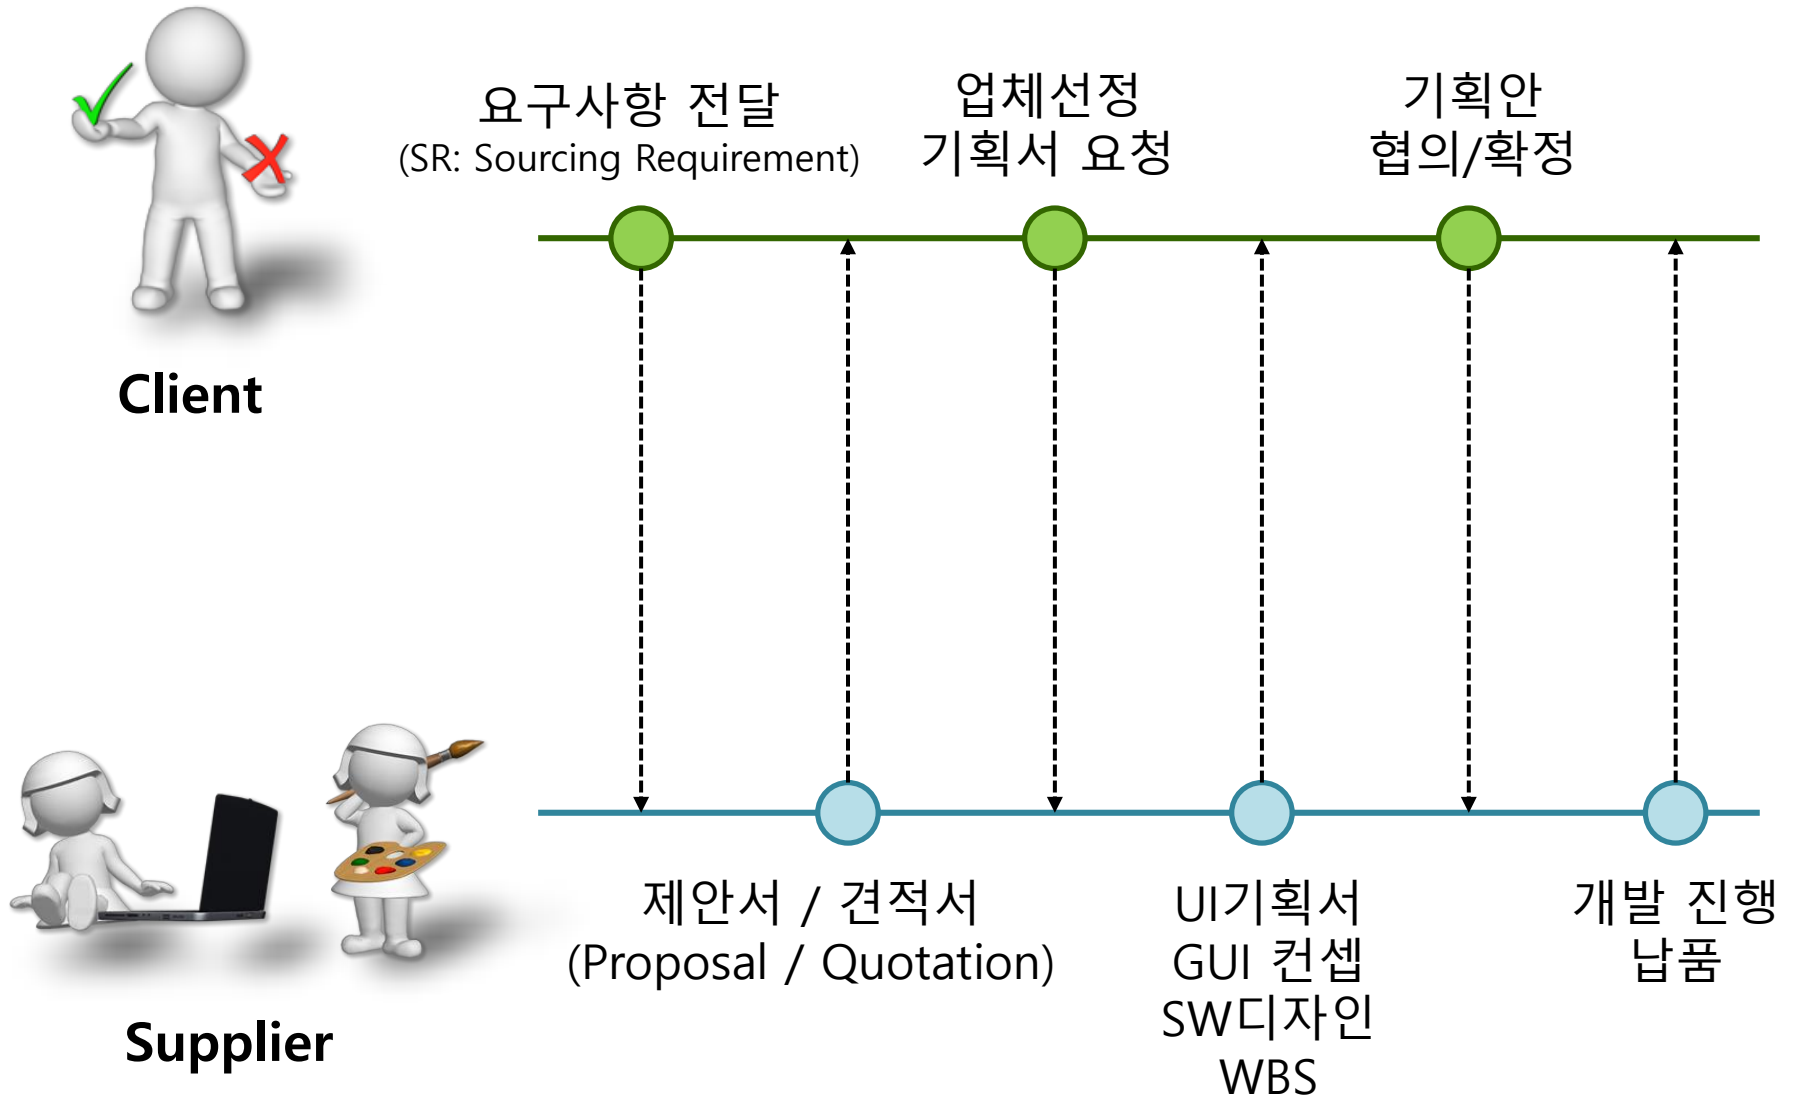 요구사항 전달
(SR: Sourcing Requirement)
업체선정
기획서 요청
기획안
협의/확정
Client
제안서 / 견적서
(Proposal / Quotation)
UI기획서
GUI 컨셉
SW디자인
WBS
개발 진행
납품
Supplier